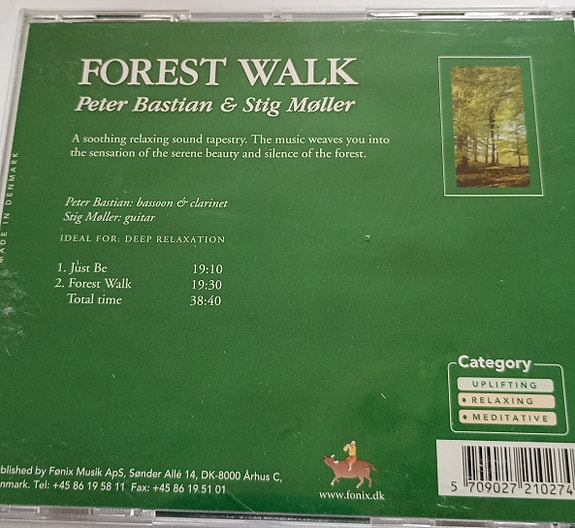 FOREST WALK
Peter Bastian & Stig Møller
A soothing relaxing sound tapestry. The music weaves you into
the sensation of the serene beauty and silence of the forest.
Peter Bastian: bassoon & clarinet
Stig Møller: guitar
IDEAL FOR: DEEP RELAXATION
1. Just Be 19:10
2. Forest Walk 19:30
Total time 38:40
MADE IN DENMARK
Category
UPLIFTING
• RELAXING
• MEDITATIVE
ublished by Fønix Musik ApS, Sønder Allé 14, DK-8000 Århus C,
nmark. Tel: +45 86 19 58 11 Fax: +45 86 19 51 01
www.fonix.dk
5 709027 210274